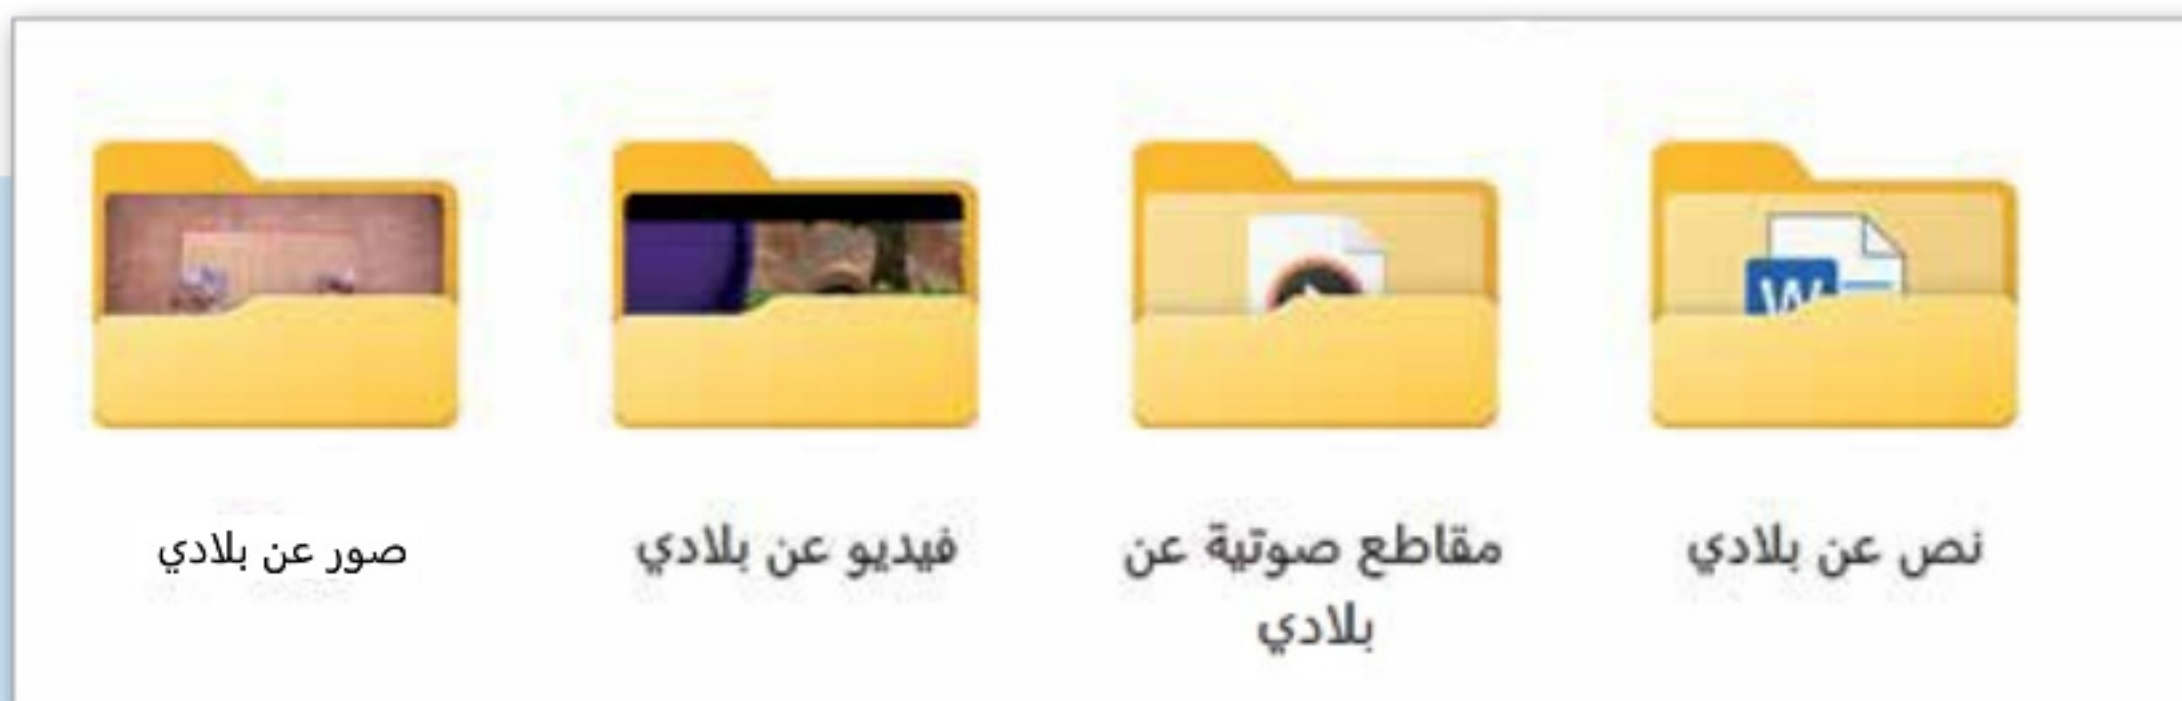 نص عن بلادي
مقاطع صوتية عن
بلادي
فيديو عن بلادي
صور عن بلادي
W